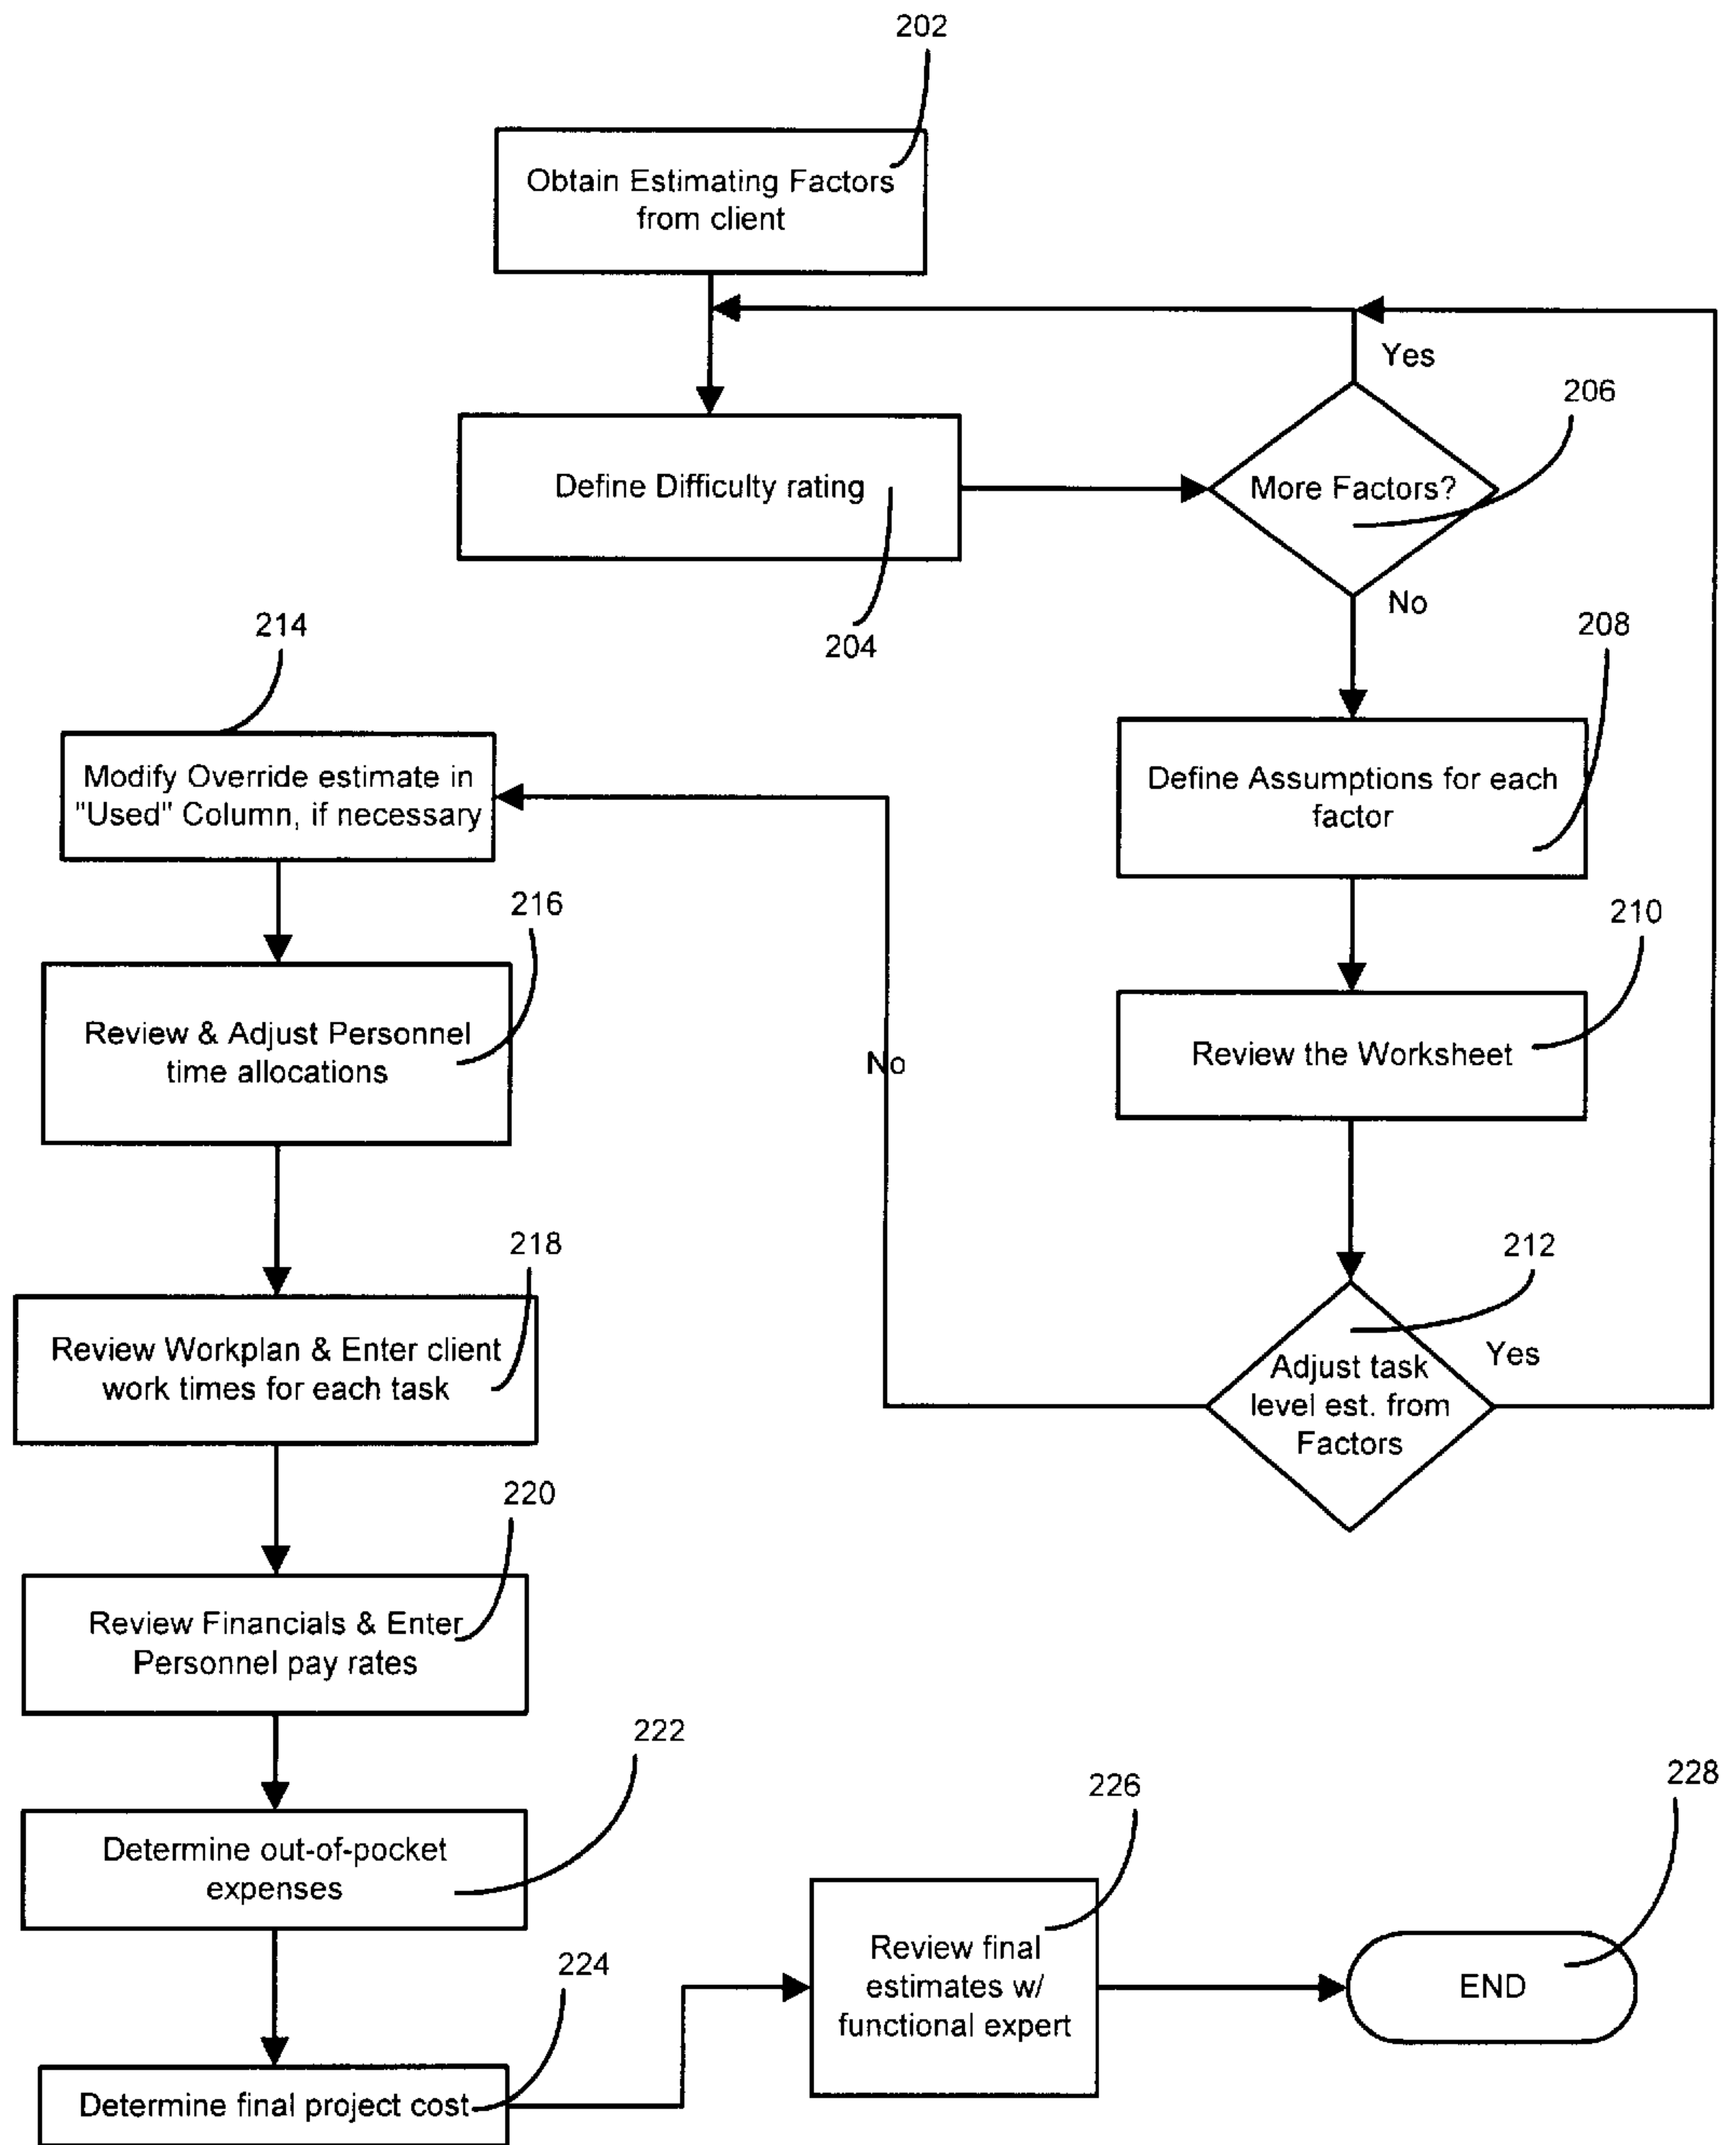 202
Obtain Estimating Factors
from client
Yes
206
More Factors?
Define Difficulty rating
204
No
208
214
Modify Override estimate in
"Used" Column, if necessary
Define Assumptions for each
factor
216
210
Review & Adjust Personnel
time allocations
No
Review the Worksheet
218
212
Review Workplan & Enter client
work times for each task
Yes
Adjust task
level est. from
Factors
220
Review Financials & Enter
Personnel pay rates
222
226
228
Determine out-of-pocket
expenses
224
Review final
estimates w/
functional expert
END
Determine final project cost